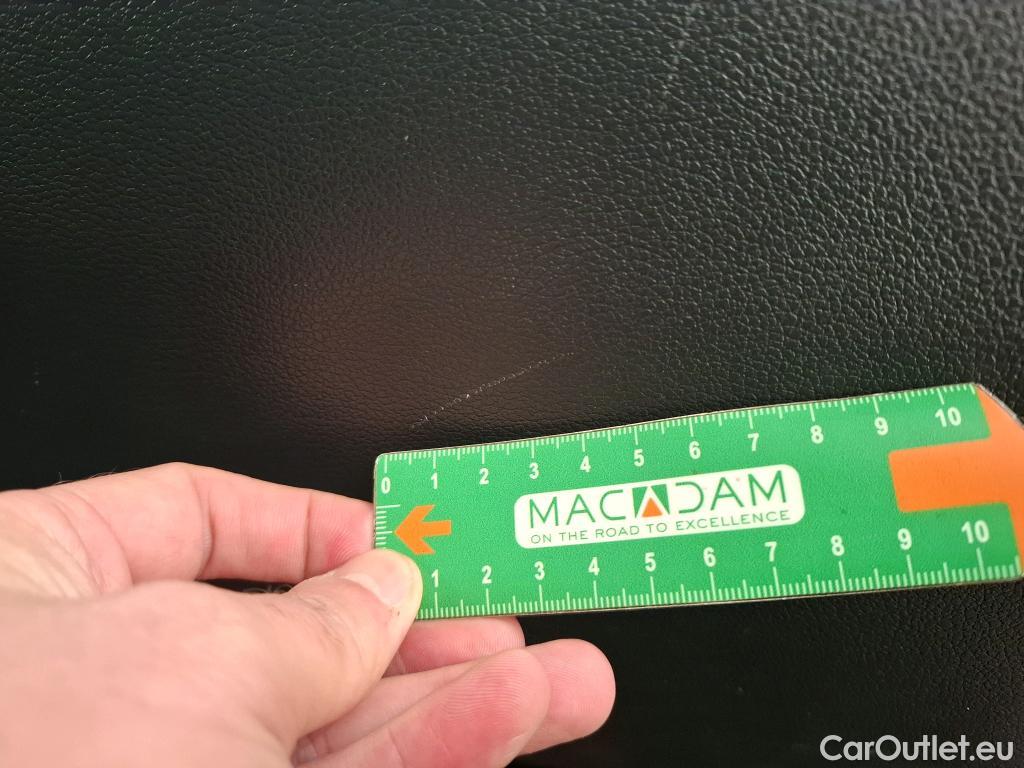 0 1 2 3 4 5 6 7 8 9 10
MACADAM
ON THE ROAD TO EXCELLENCE
1 2 3 4 5 6 7 8 9 10
CarOutlet.eu